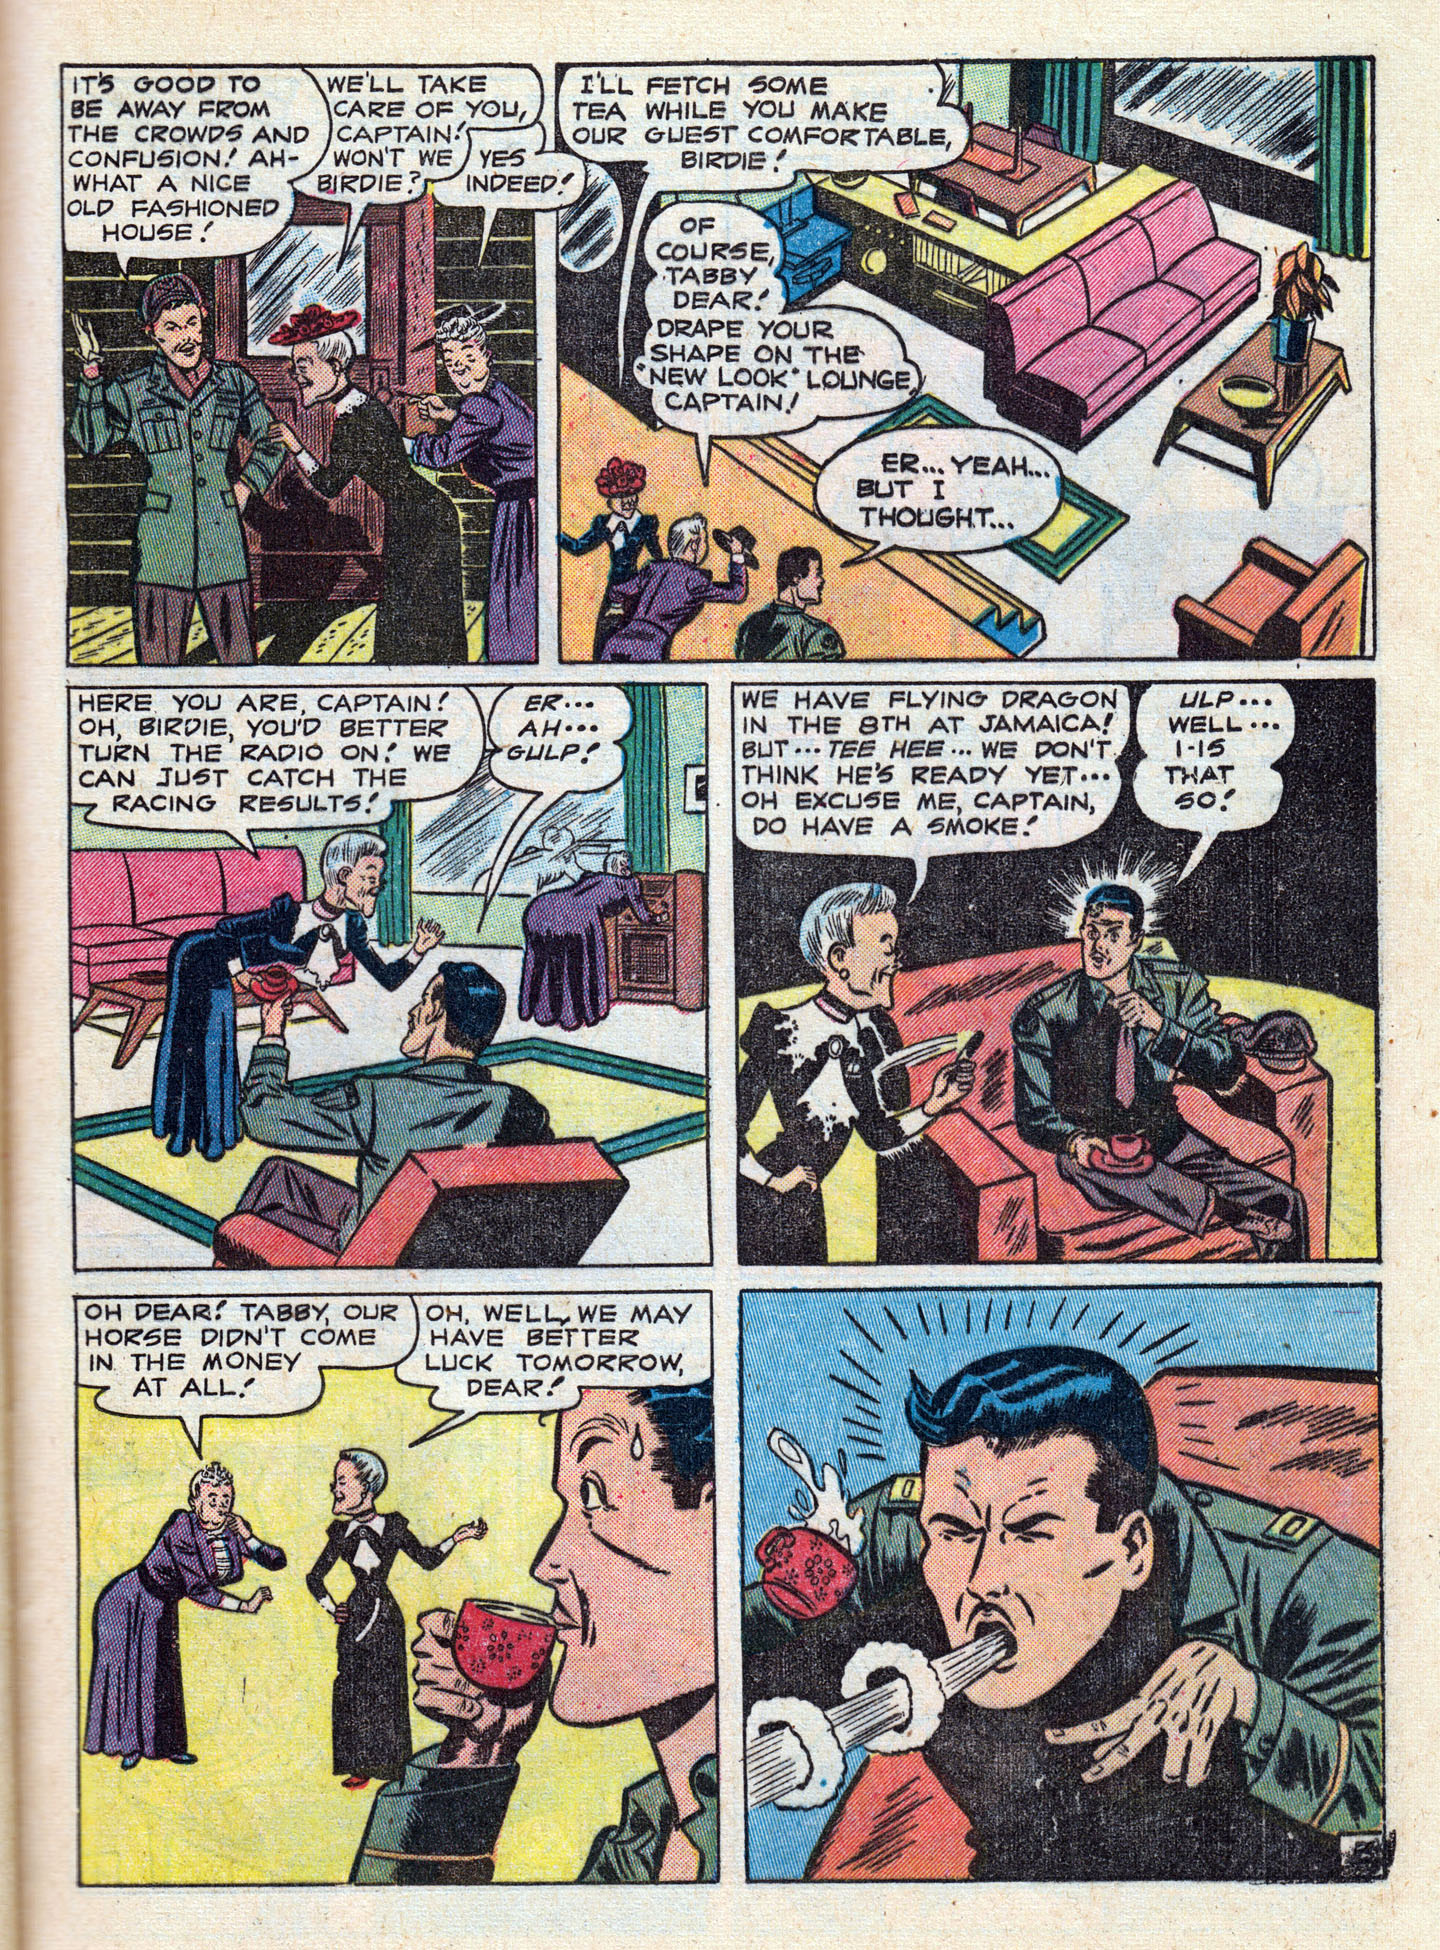 IT'S GOOD TO
BE AWAY FROM
THE CROWDS AND
CONFUSION! AH-
WHAT A NICE
OLD FASHIONED
HOUSE!
WE'LL TAKE
CARE OF YOU,
CAPTAIN!
WON'T WE
BIRDIE?
YES
INDEED!
I'LL FETCH SOME
TEA WHILE YOU MAKE
OUR GUEST COMFORTABLE,
BIRDIE!
OF
COURSE,
TABBY
DEAR!
DRAPE YOUR
SHAPE ON THE
"NEW LOOK" LOUNGE
CAPTAIN!
ER... YEAH...
BUT I
THOUGHT...
HERE YOU ARE, CAPTAIN!
OH, BIRDIE, YOU'D BETTER
TURN THE RADIO ON! WE
CAN JUST CATCH THE
RACING RESULTS!
ER...
AH...
GULP!
WE HAVE FLYING DRAGON
IN THE 8TH AT JAMAICA!
BUT... TEE HEE... WE DON'T
THINK HE'S READY YET...
OH EXCUSE ME, CAPTAIN,
DO HAVE A SMOKE!
ULP...
WELL...
I-IS
THAT
SO!
OH DEAR! TABBY, OUR
HORSE DIDN'T COME
IN THE MONEY
AT ALL!
OH, WELL, WE MAY
HAVE BETTER
LUCK TOMORROW,
DEAR!